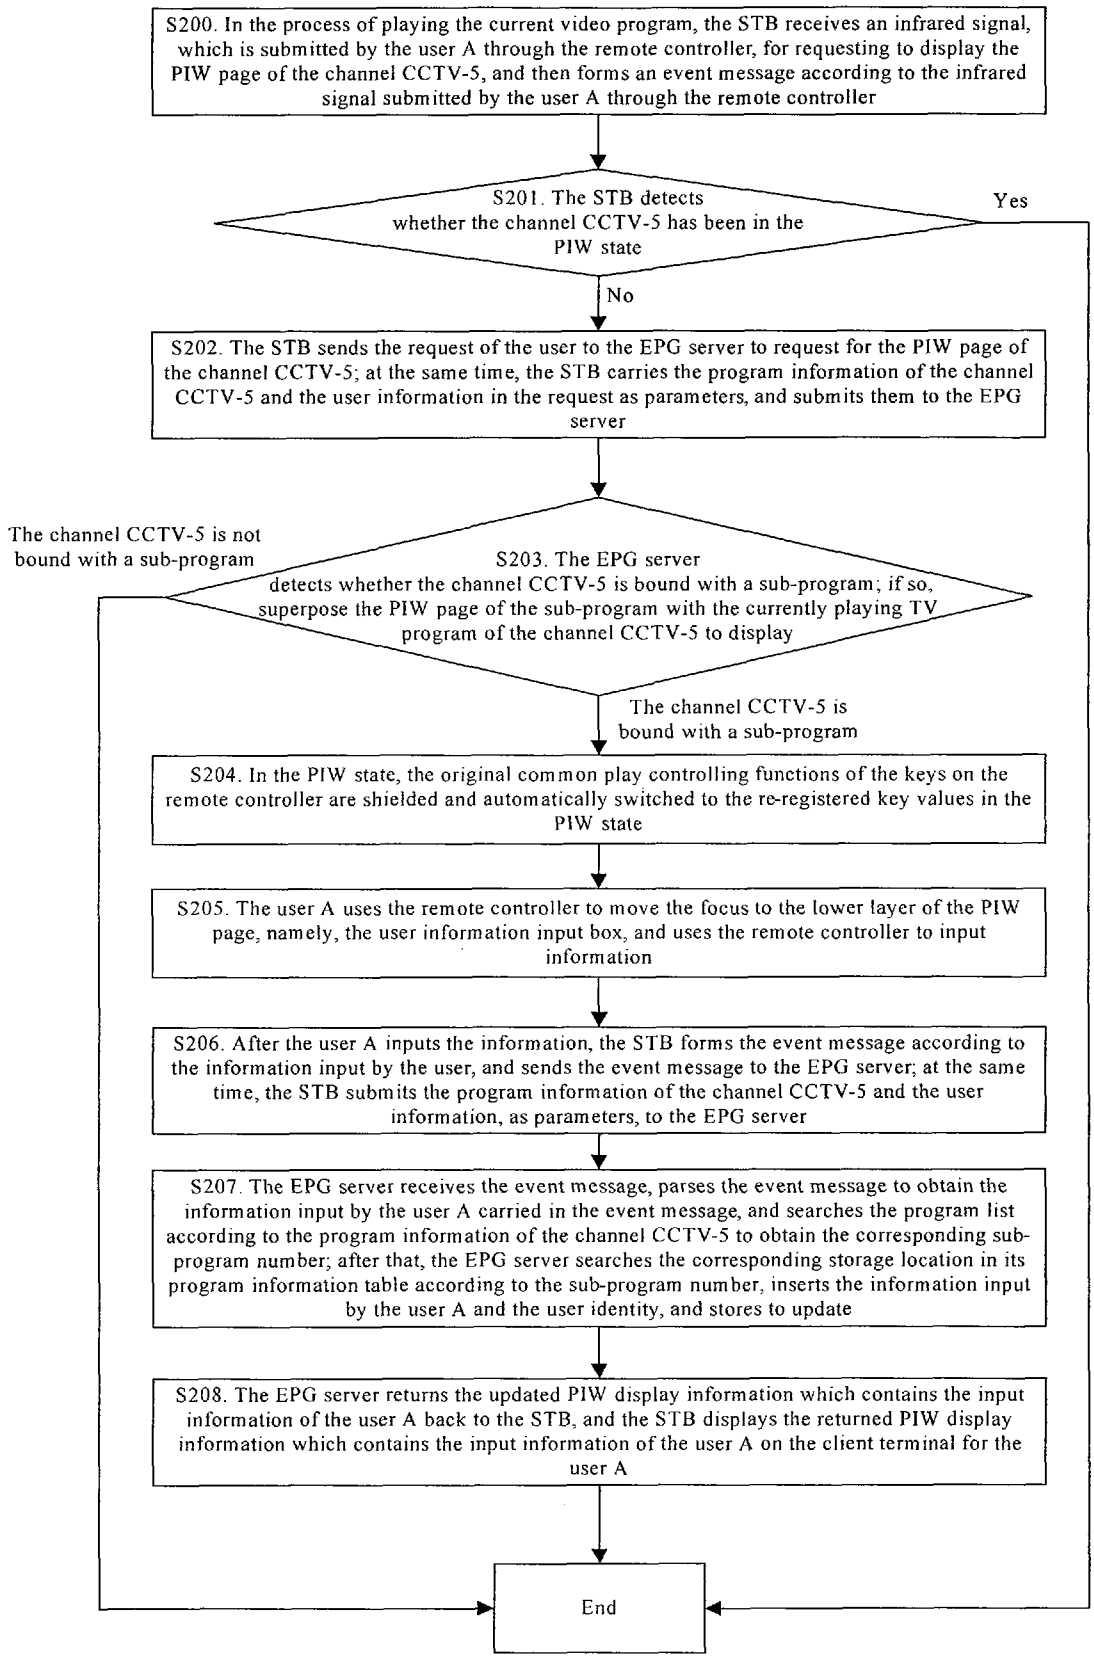 S200. In the process of playing the current video program, the STB receives an infrared signal,
which is submitted by the user A through the remote controller, for requesting to display the
PIW page of the channel CCTV-5, and then forms an event message according to the infrared
signal submitted by the user A through the remote controller
S201. The STB detects
whether the channel CCTV-5 has been in the
PIW state
Yes
No
S202. The STB sends the request of the user to the EPG server to request for the PIW page of
the channel CCTV-5; at the same time, the STB carries the program information of the channel
CCTV-5 and the user information in the request as parameters, and submits them to the EPG
server
The channel CCTV-5 is not
bound with a sub-program
S203. The EPG server
detects whether the channel CCTV-5 is bound with a sub-program; if so,
superpose the PIW page of the sub-program with the currently playing TV
program of the channel CCTV-5 to display
The channel CCTV-5 is
bound with a sub-program
S204. In the PIW state, the original common play controlling functions of the keys on the
remote controller are shielded and automatically switched to the re-registered key values in the
PIW state
S205. The user A uses the remote controller to move the focus to the lower layer of the PIW
page, namely, the user information input box, and uses the remote controller to input
information
S206. After the user A inputs the information, the STB forms the event message according to
the information input by the user, and sends the event message to the EPG server; at the same
time, the STB submits the program information of the channel CCTV-5 and the user
information, as parameters, to the EPG server
S207. The EPG server receives the event message, parses the event message to obtain the
information input by the user A carried in the event message, and searches the program list
according to the program information of the channel CCTV-5 to obtain the corresponding sub-
program number; after that, the EPG server searches the corresponding storage location in its
program information table according to the sub-program number, inserts the information input
by the user A and the user identity, and stores to update
S208. The EPG server returns the updated PIW display information which contains the input
information of the user A back to the STB, and the STB displays the returned PIW display
information which contains the input information of the user A on the client terminal for the
user A
End